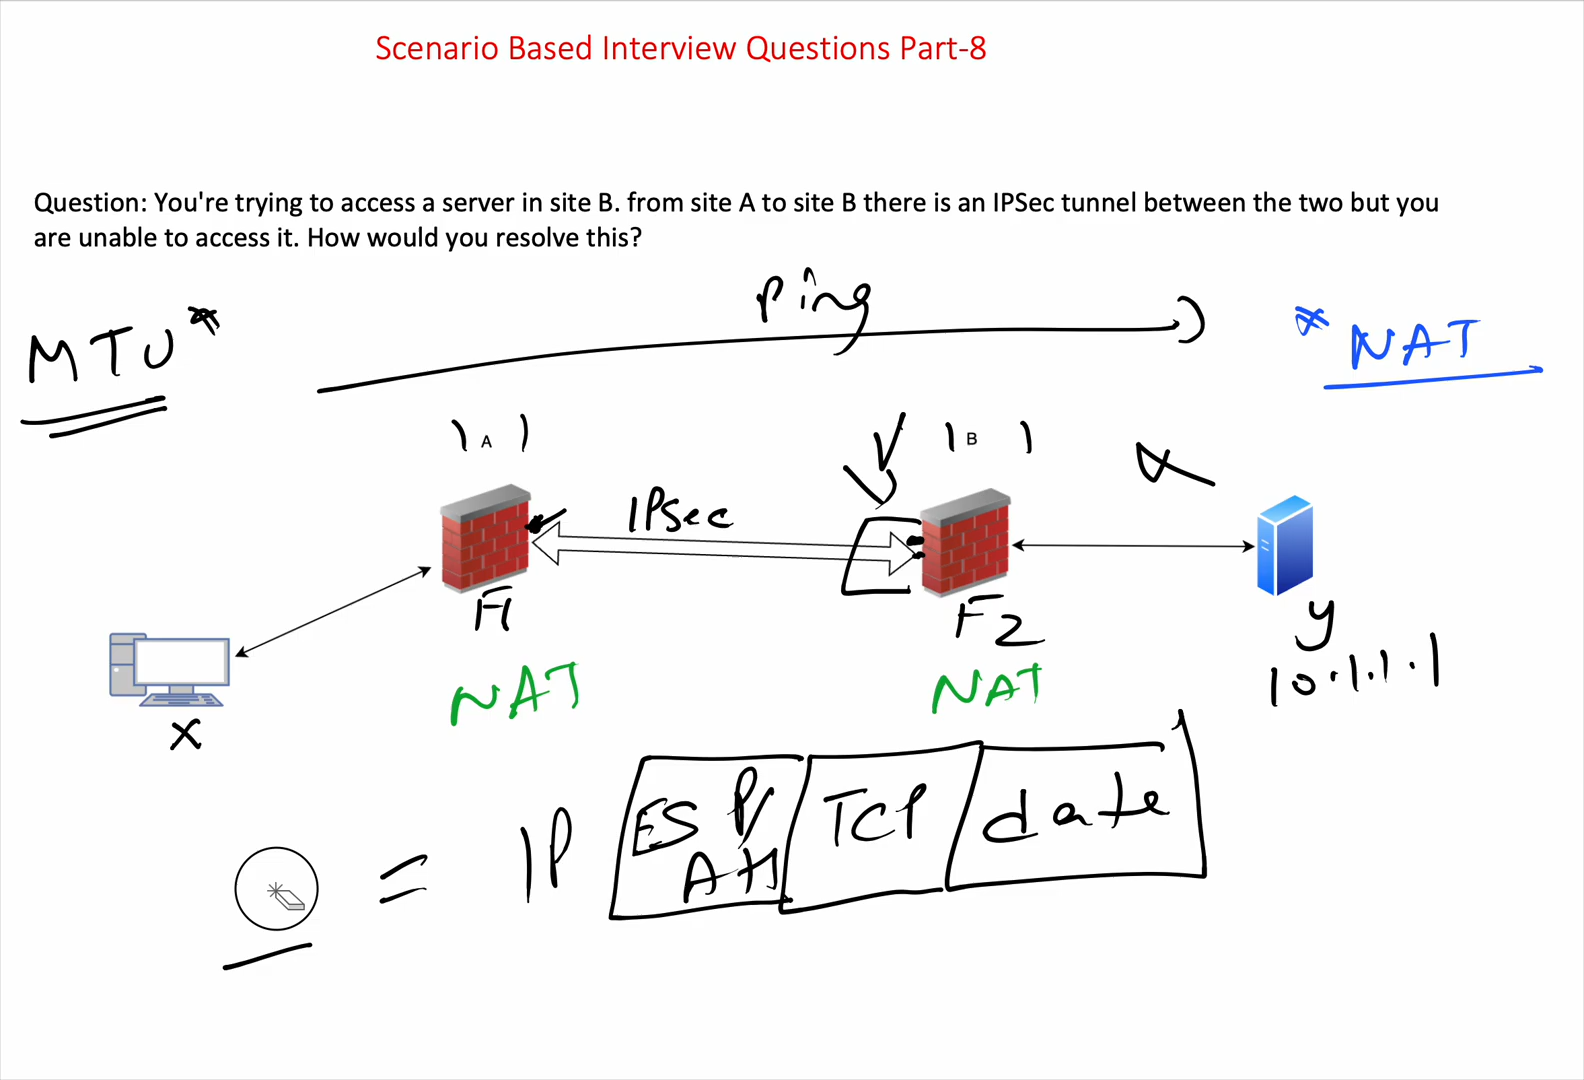 Scenario Based Interview Questions Part-8
Question: You're trying to access a server in site B. from site A to site B there is an IPSec tunnel between the two but you
are unable to access it. How would you resolve this?
Ping
MTU*
* NAT
A
B
IPSec
F1
F2
y
10.1.1.1
NAT
NAT
X
= IP ESP/ TCP date
AH